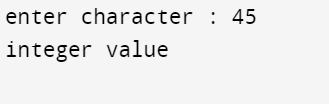 enter character : 45
integer value